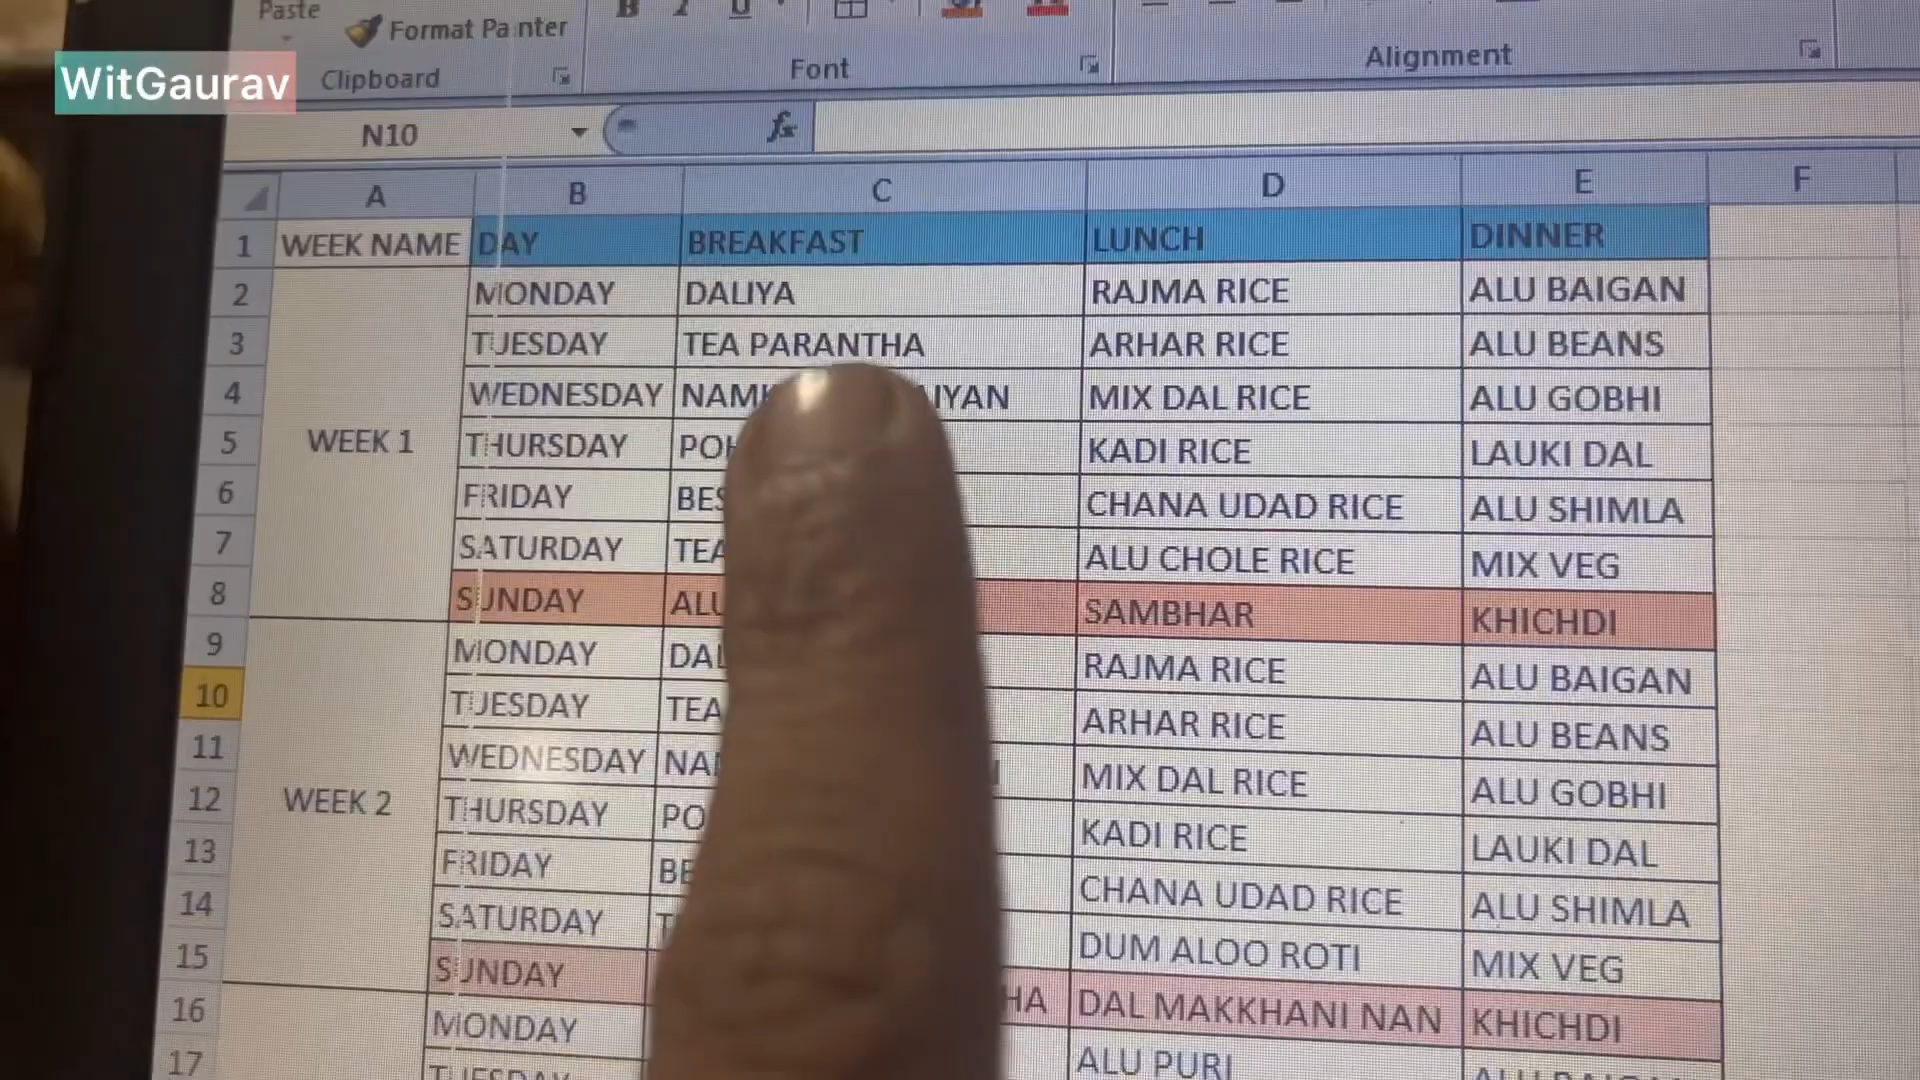 Paste
Format Painter
B I U
WitGaurav
Clipboard
Font
Alignment
N10
fx
A B C D E F
1 WEEK NAME DAY BREAKFAST LUNCH DINNER
2 MONDAY DALIYA RAJMA RICE ALU BAIGAN
3 TUESDAY TEA PARANTHA ARHAR RICE ALU BEANS
4 WEDNESDAY MIX DAL RICE ALU GOBHI
5 WEEK 1 THURSDAY KADI RICE LAUKI DAL
6 FRIDAY CHANA UDAD RICE ALU SHIMLA
7 SATURDAY TEA ALU CHOLE RICE MIX VEG
8 SUNDAY ALU SAMBHAR KHICHDI
9 MONDAY RAJMA RICE ALU BAIGAN
10 TUESDAY TEA ARHAR RICE ALU BEANS
11 WEDNESDAY MIX DAL RICE ALU GOBHI
12 WEEK 2 THURSDAY KADI RICE LAUKI DAL
13 FRIDAY CHANA UDAD RICE ALU SHIMLA
14 SATURDAY DUM ALOO ROTI MIX VEG
15 SUNDAY DAL MAKKHANI NAN KHICHDI
16 MONDAY ALU PURI
17